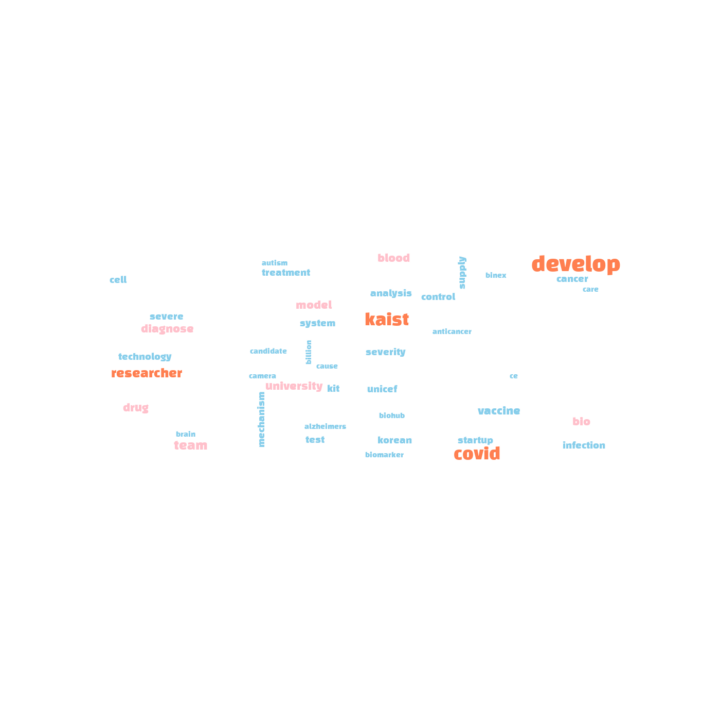 blood
supply
develop
autism
treatment
binex
cancer
cell
care
analysis
control
model
severe
kaist
system
diagnose
anticancer
billion
candidate
severity
technology
cause
researcher
camera
ce
university
kit
unicef
mechanism
drug
vaccine
biohub
bio
alzheimers
brain
test
korean
startup
team
infection
covid
biomarker